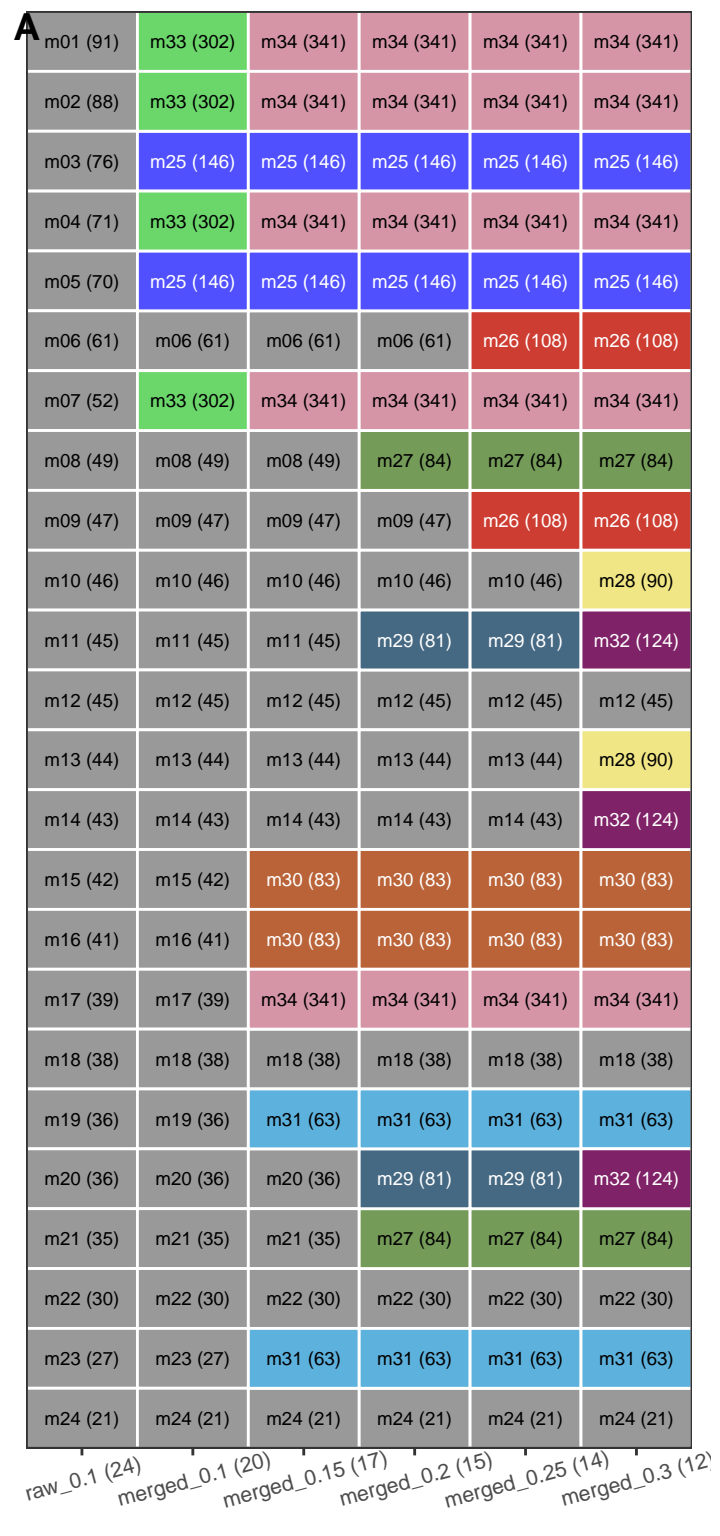 A
m01 (91) m33 (302) m34 (341) m34 (341) m34 (341) m34 (341)
m02 (88) m33 (302) m34 (341) m34 (341) m34 (341) m34 (341)
m03 (76) m25 (146) m25 (146) m25 (146) m25 (146) m25 (146)
m04 (71) m33 (302) m34 (341) m34 (341) m34 (341) m34 (341)
m05 (70) m25 (146) m25 (146) m25 (146) m25 (146) m25 (146)
m06 (61) m06 (61) m06 (61) m06 (61) m26 (108) m26 (108)
m07 (52) m33 (302) m34 (341) m34 (341) m34 (341) m34 (341)
m08 (49) m08 (49) m08 (49) m27 (84) m27 (84) m27 (84)
m09 (47) m09 (47) m09 (47) m09 (47) m26 (108) m26 (108)
m10 (46) m10 (46) m10 (46) m10 (46) m10 (46) m28 (90)
m11 (45) m11 (45) m11 (45) m29 (81) m29 (81) m32 (124)
m12 (45) m12 (45) m12 (45) m12 (45) m12 (45) m12 (45)
m13 (44) m13 (44) m13 (44) m13 (44) m13 (44) m28 (90)
m14 (43) m14 (43) m14 (43) m14 (43) m14 (43) m32 (124)
m15 (42) m15 (42) m30 (83) m30 (83) m30 (83) m30 (83)
m16 (41) m16 (41) m30 (83) m30 (83) m30 (83) m30 (83)
m17 (39) m17 (39) m34 (341) m34 (341) m34 (341) m34 (341)
m18 (38) m18 (38) m18 (38) m18 (38) m18 (38) m18 (38)
m19 (36) m19 (36) m31 (63) m31 (63) m31 (63) m31 (63)
m20 (36) m20 (36) m20 (36) m29 (81) m29 (81) m32 (124)
m21 (35) m21 (35) m21 (35) m27 (84) m27 (84) m27 (84)
m22 (30) m22 (30) m22 (30) m22 (30) m22 (30) m22 (30)
m23 (27) m23 (27) m31 (63) m31 (63) m31 (63) m31 (63)
m24 (21) m24 (21) m24 (21) m24 (21) m24 (21) m24 (21)
raw_0.1 (24) merged_0.1 (20) merged_0.15 (17) merged_0.2 (15) merged_0.25 (14) merged_0.3 (12)